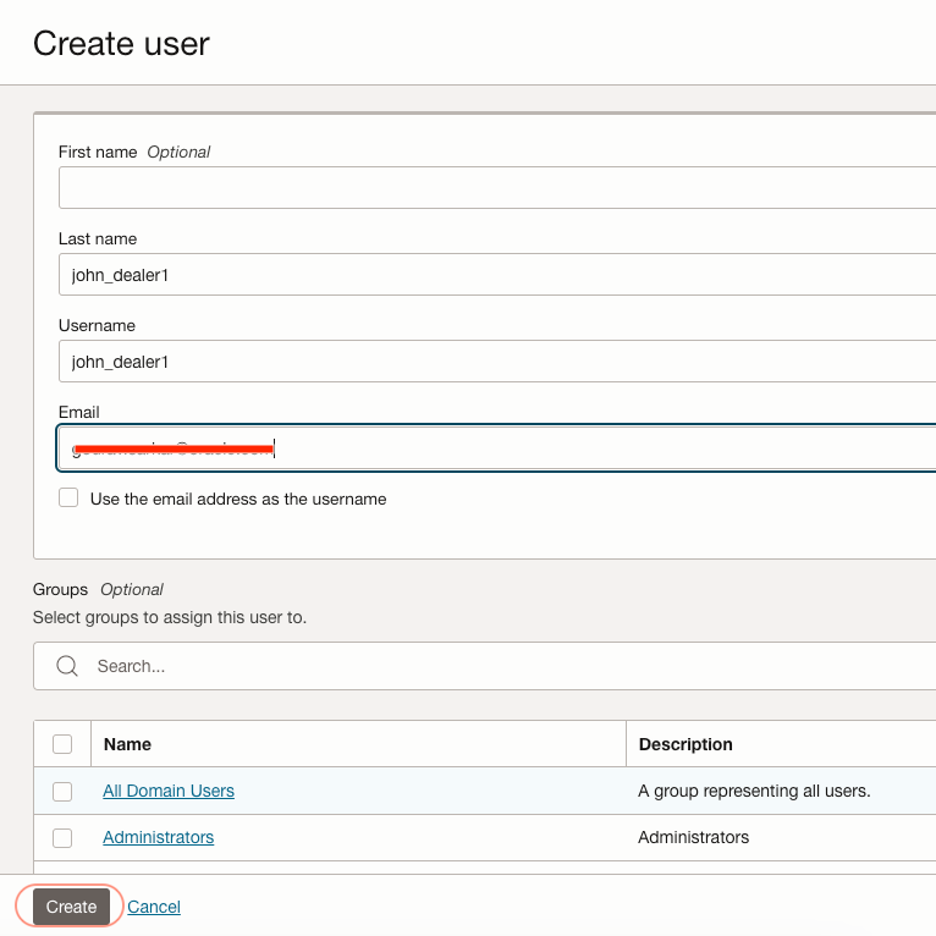 Create user
First name Optional
Last name
john_dealer1
Username
john_dealer1
Email
Use the email address as the username
Groups Optional
Select groups to assign this user to.
Search...
Name Description
All Domain Users A group representing all users.
Administrators Administrators
Create Cancel